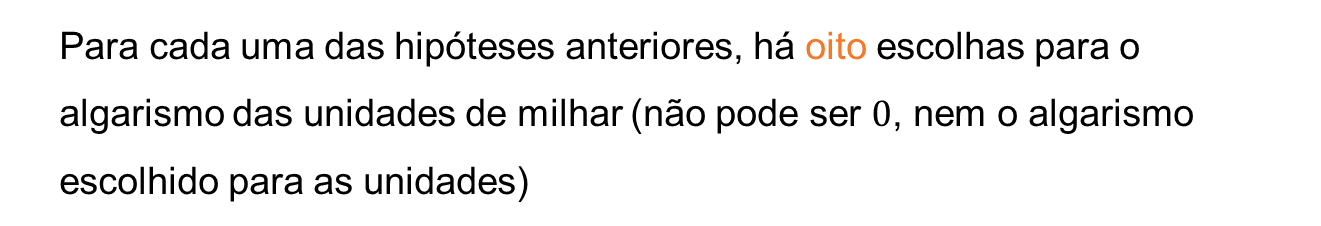 Para cada uma das hipóteses anteriores, há oito escolhas para o
algarismo das unidades de milhar (não pode ser 0, nem o algarismo
escolhido para as unidades)